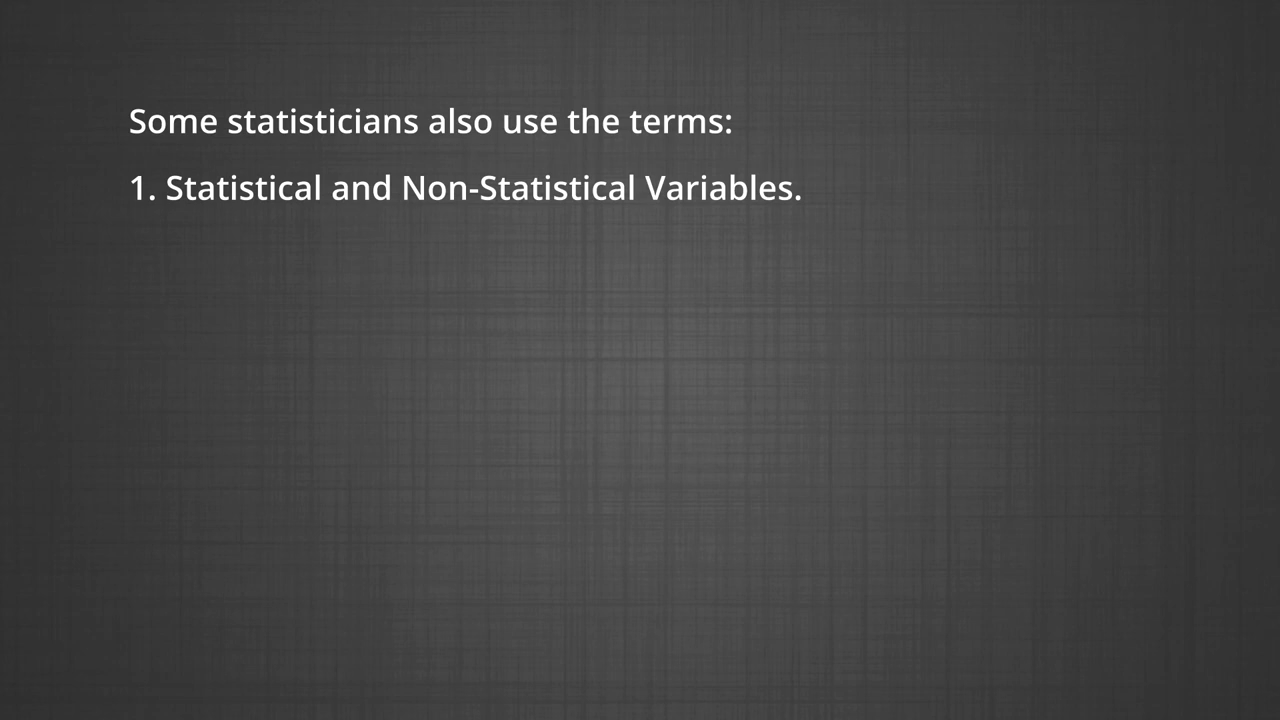 Some statisticians also use the terms:
1. Statistical and Non-Statistical Variables.